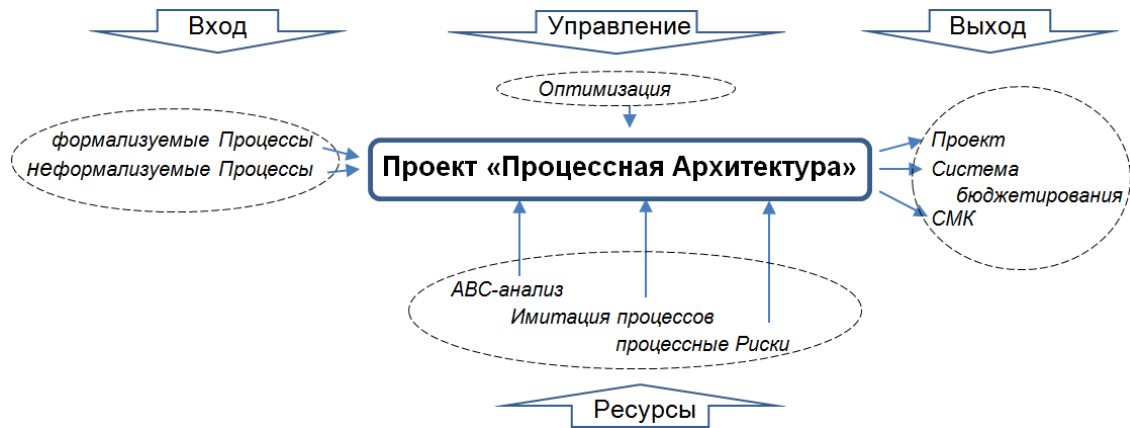 Вход
Управление
Выход
Оптимизация
формализуемые Процессы
неформализуемые Процессы
Проект «Процессная Архитектура»
Проект
Система
бюджетирования
СМК
АВС-анализ
Имитация процессов
процессные Риски
Ресурсы